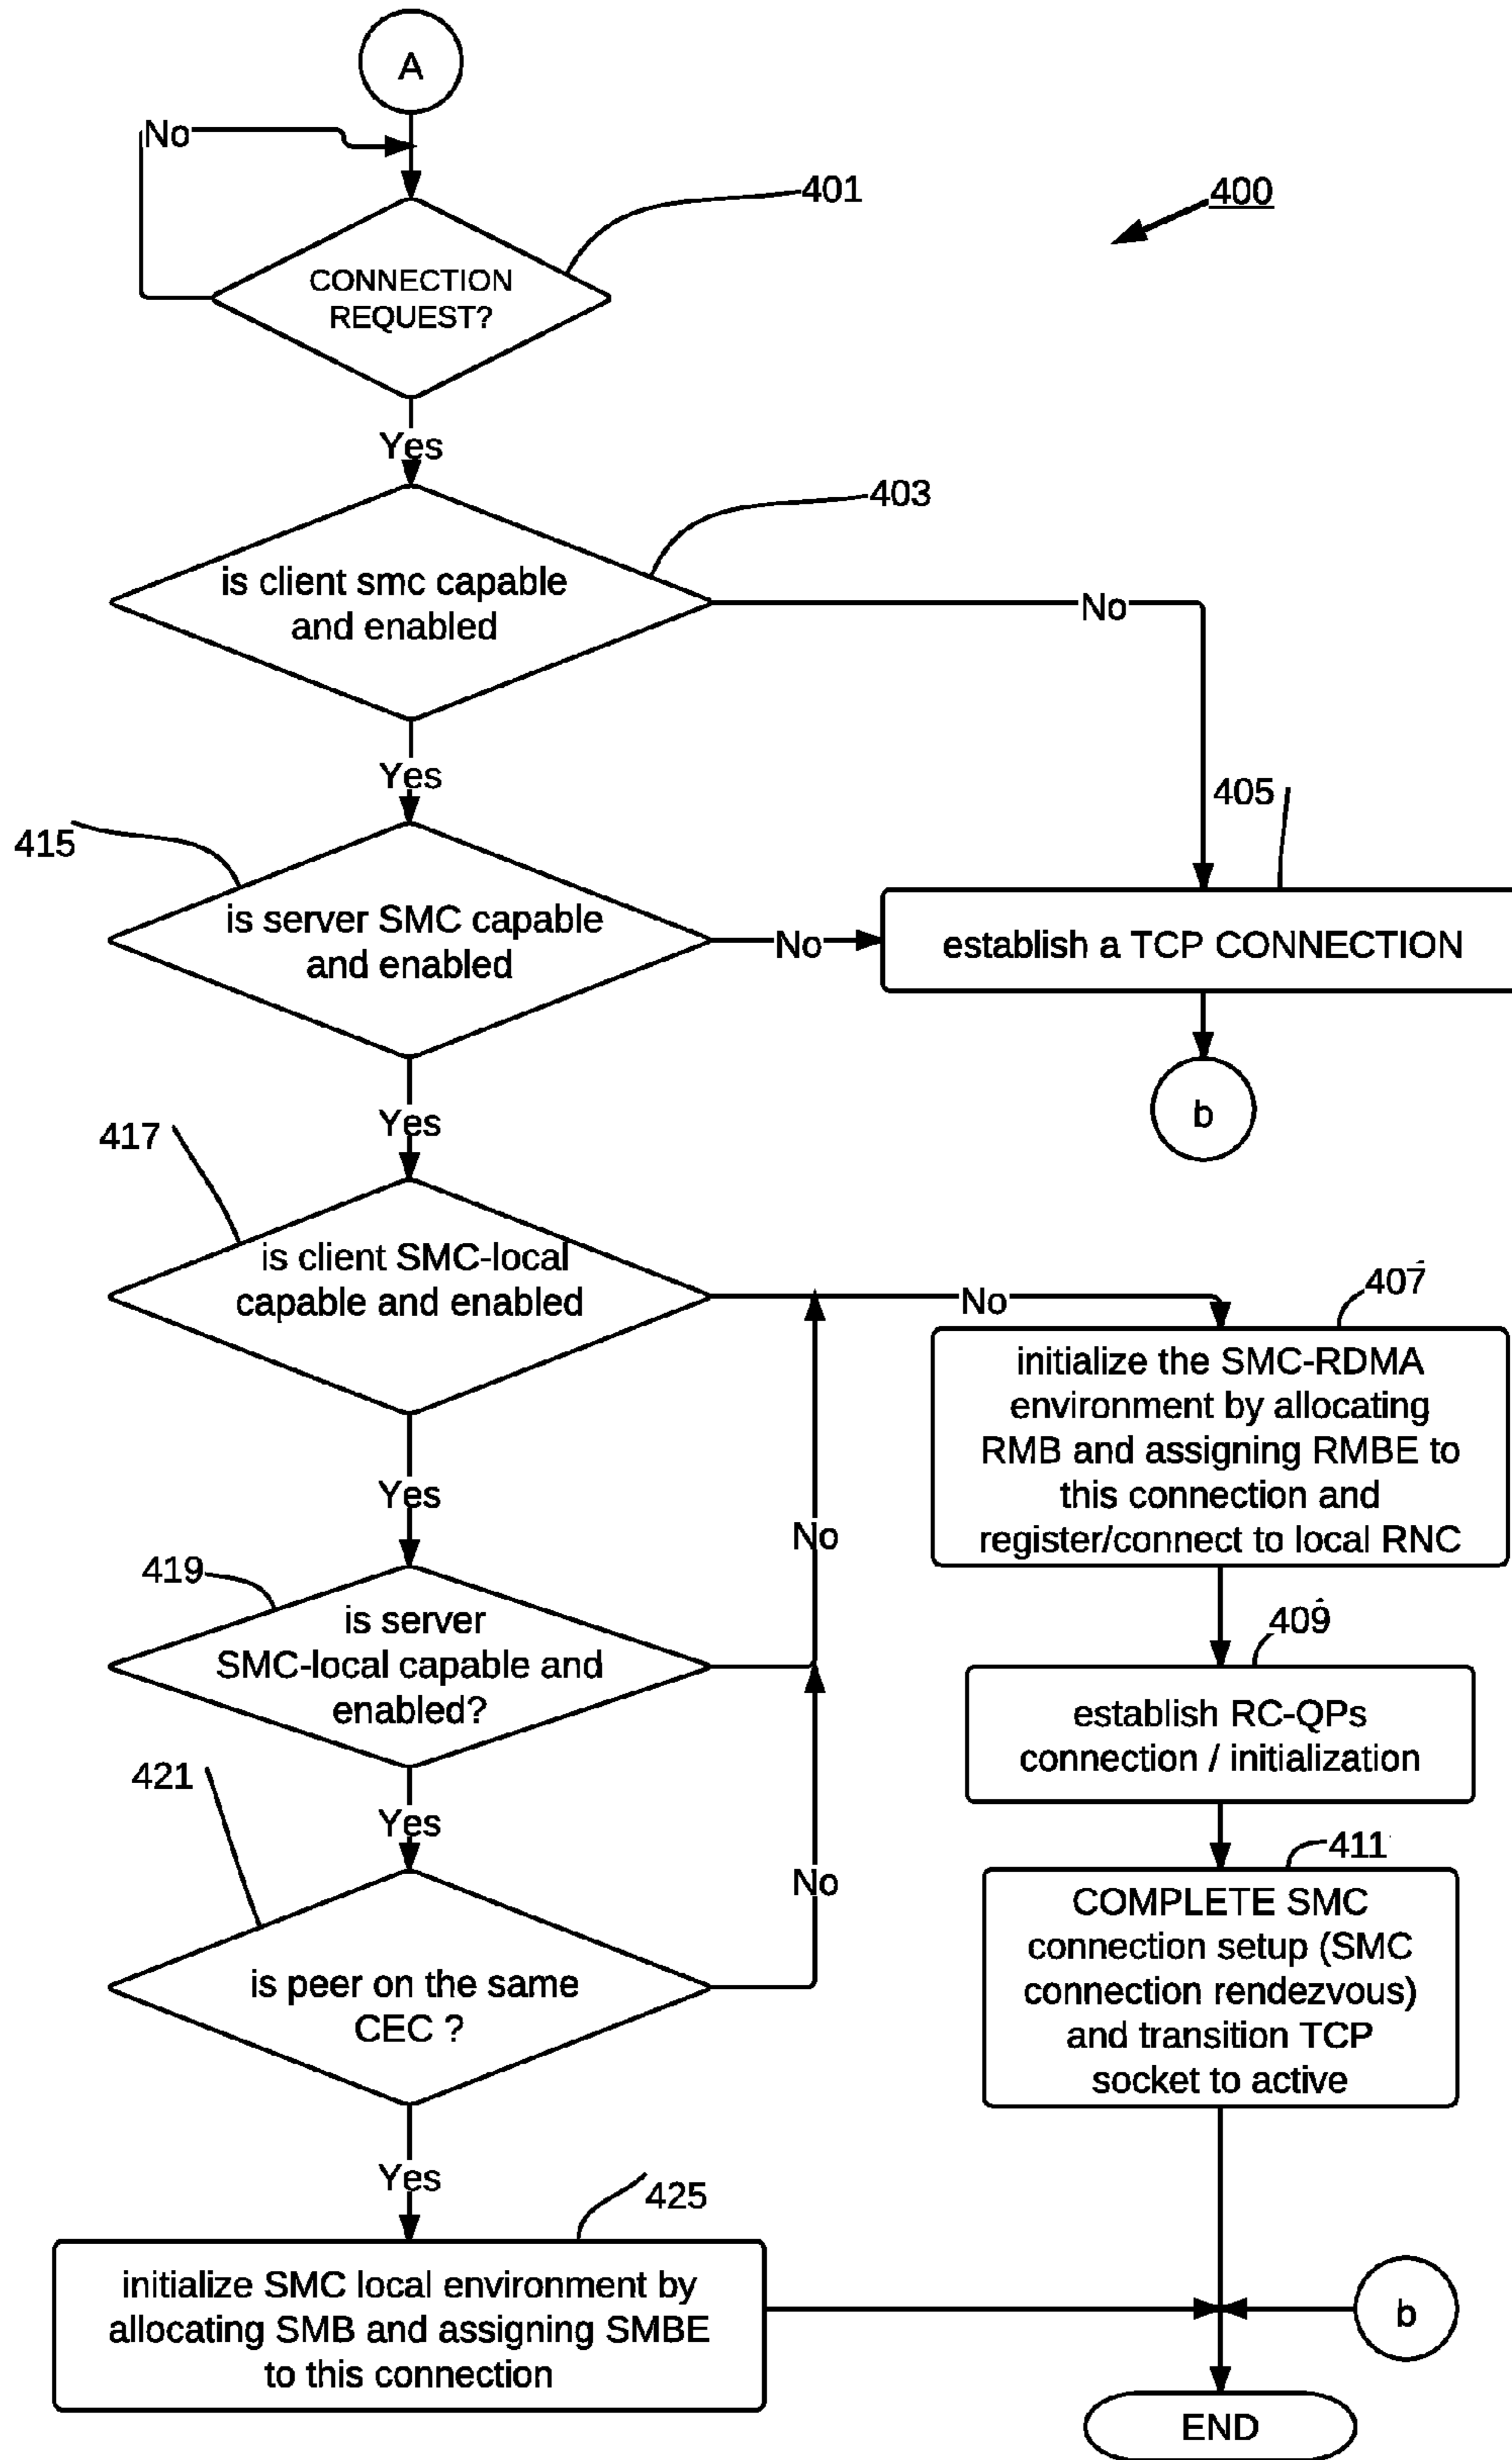 A
No
401
400
CONNECTION
REQUEST?
Yes
403
is client smc capable
and enabled
No
Yes
405
415
is server SMC capable
and enabled
No
establish a TCP CONNECTION
b
Yes
417
is client SMC-local
capable and enabled
No
407
initialize the SMC-RDMA
environment by allocating
RMB and assigning RMBE to
this connection and
register/connect to local RNC
Yes
No
419
is server
SMC-local capable and
enabled?
409
establish RC-QPs
connection / initialization
421
Yes
No
411
COMPLETE SMC
connection setup (SMC
connection rendezvous)
and transition TCP
socket to active
is peer on the same
CEC ?
Yes
425
initialize SMC local environment by
allocating SMB and assigning SMBE
to this connection
b
END